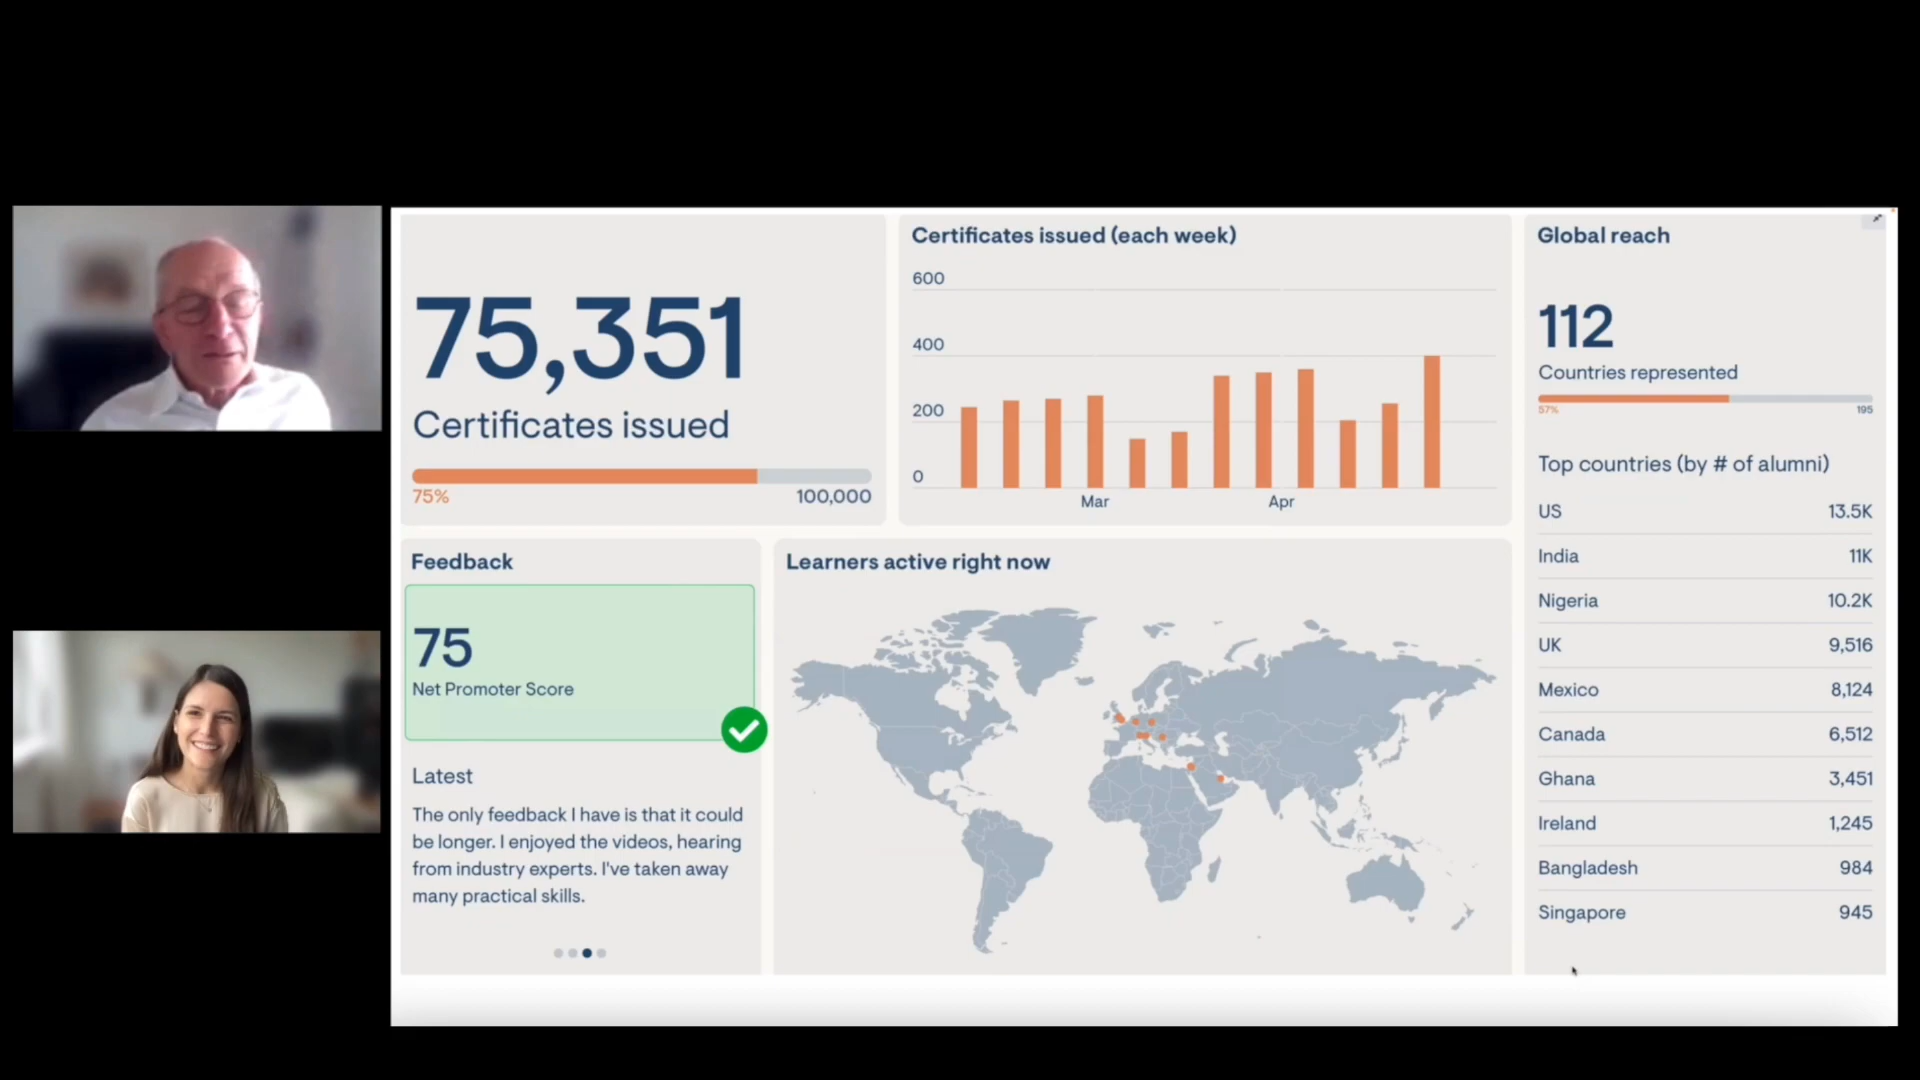 75,351
Certificates issued
75%
100,000
Certificates issued (each week)
600
400
200
0
Mar
Apr
Global reach
112
Countries represented
57%
195
Top countries (by # of alumni)
US 13.5K
India 11K
Nigeria 10.2K
UK 9,516
Mexico 8,124
Canada 6,512
Ghana 3,451
Ireland 1,245
Bangladesh 984
Singapore 945
Feedback
75
Net Promoter Score
Latest
The only feedback I have is that it could
be longer. I enjoyed the videos, hearing
from industry experts. I've taken away
many practical skills.
Learners active right now